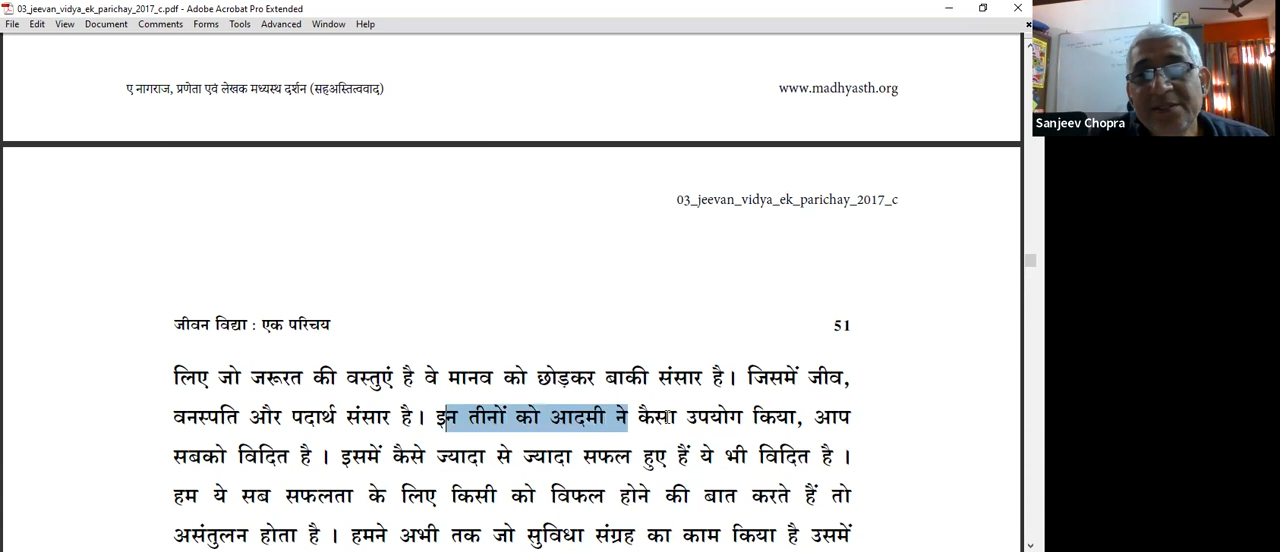 03_jeevan_vidya_ek_parichay_2017_c.pdf - Adobe Acrobat Pro Extended
File Edit View Document Comments Forms Tools Advanced Window Help
ए नागराज, प्रणेता एवं लेखक मध्यस्थ दर्शन (सहअस्तित्ववाद) www.madhyasth.org
Sanjeev Chopra
03_jeevan_vidya_ek_parichay_2017_c
जीवन विद्या : एक परिचय 51
लिए जो जरूरत की वस्तुएं है वे मानव को छोड़कर बाकी संसार है। जिसमें जीव,
वनस्पति और पदार्थ संसार है। इन तीनों को आदमी ने कैसा उपयोग किया, आप
सबको विदित है । इसमें कैसे ज्यादा से ज्यादा सफल हुए हैं ये भी विदित है ।
हम ये सब सफलता के लिए किसी को विफल होने की बात करते हैं तो
असंतुलन होता है । हमने अभी तक जो सुविधा संग्रह का काम किया है उसमें